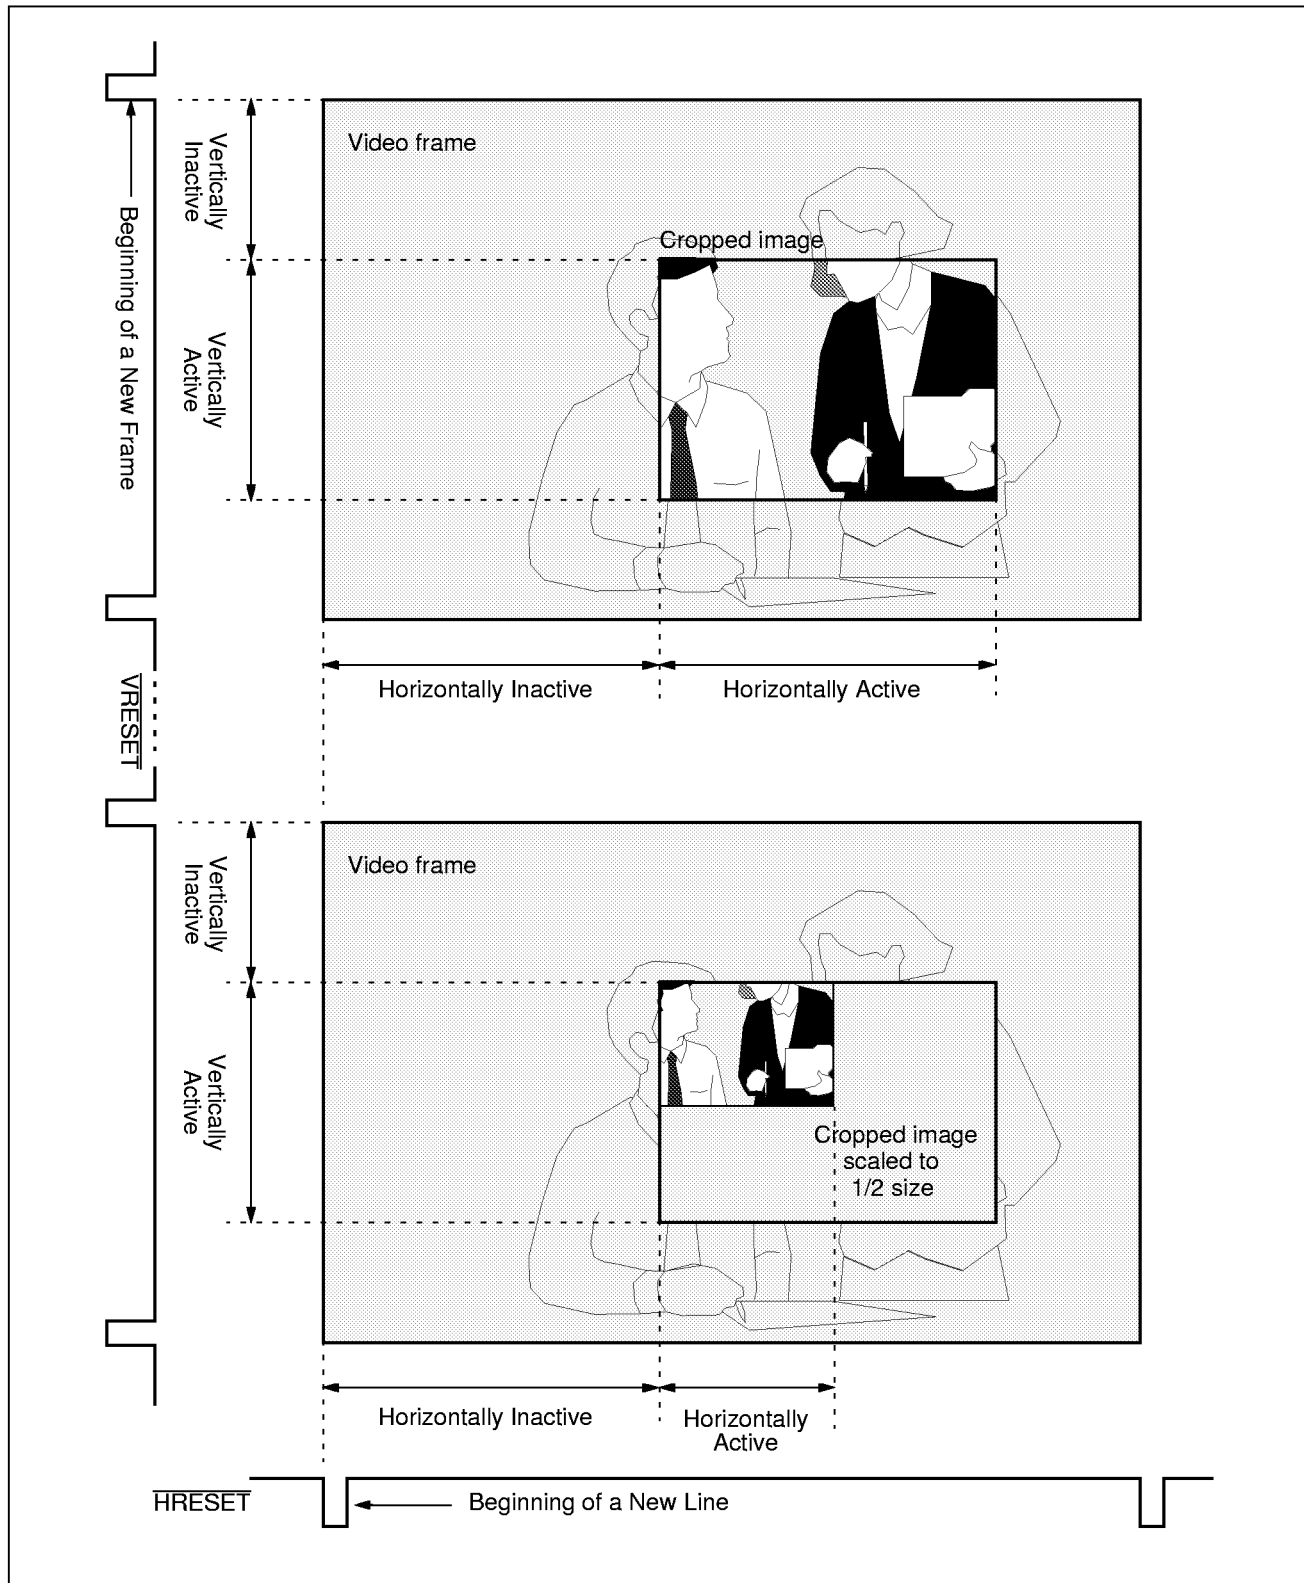 Video frame
Vertically
Inactive
Beginning of a New Frame
Cropped image
Vertically
Active
Horizontally Inactive
Horizontally Active
VRESET
Video frame
Vertically
Inactive
Vertically
Active
Cropped image
scaled to
1/2 size
Horizontally Inactive
Horizontally
Active
HRESET
Beginning of a New Line